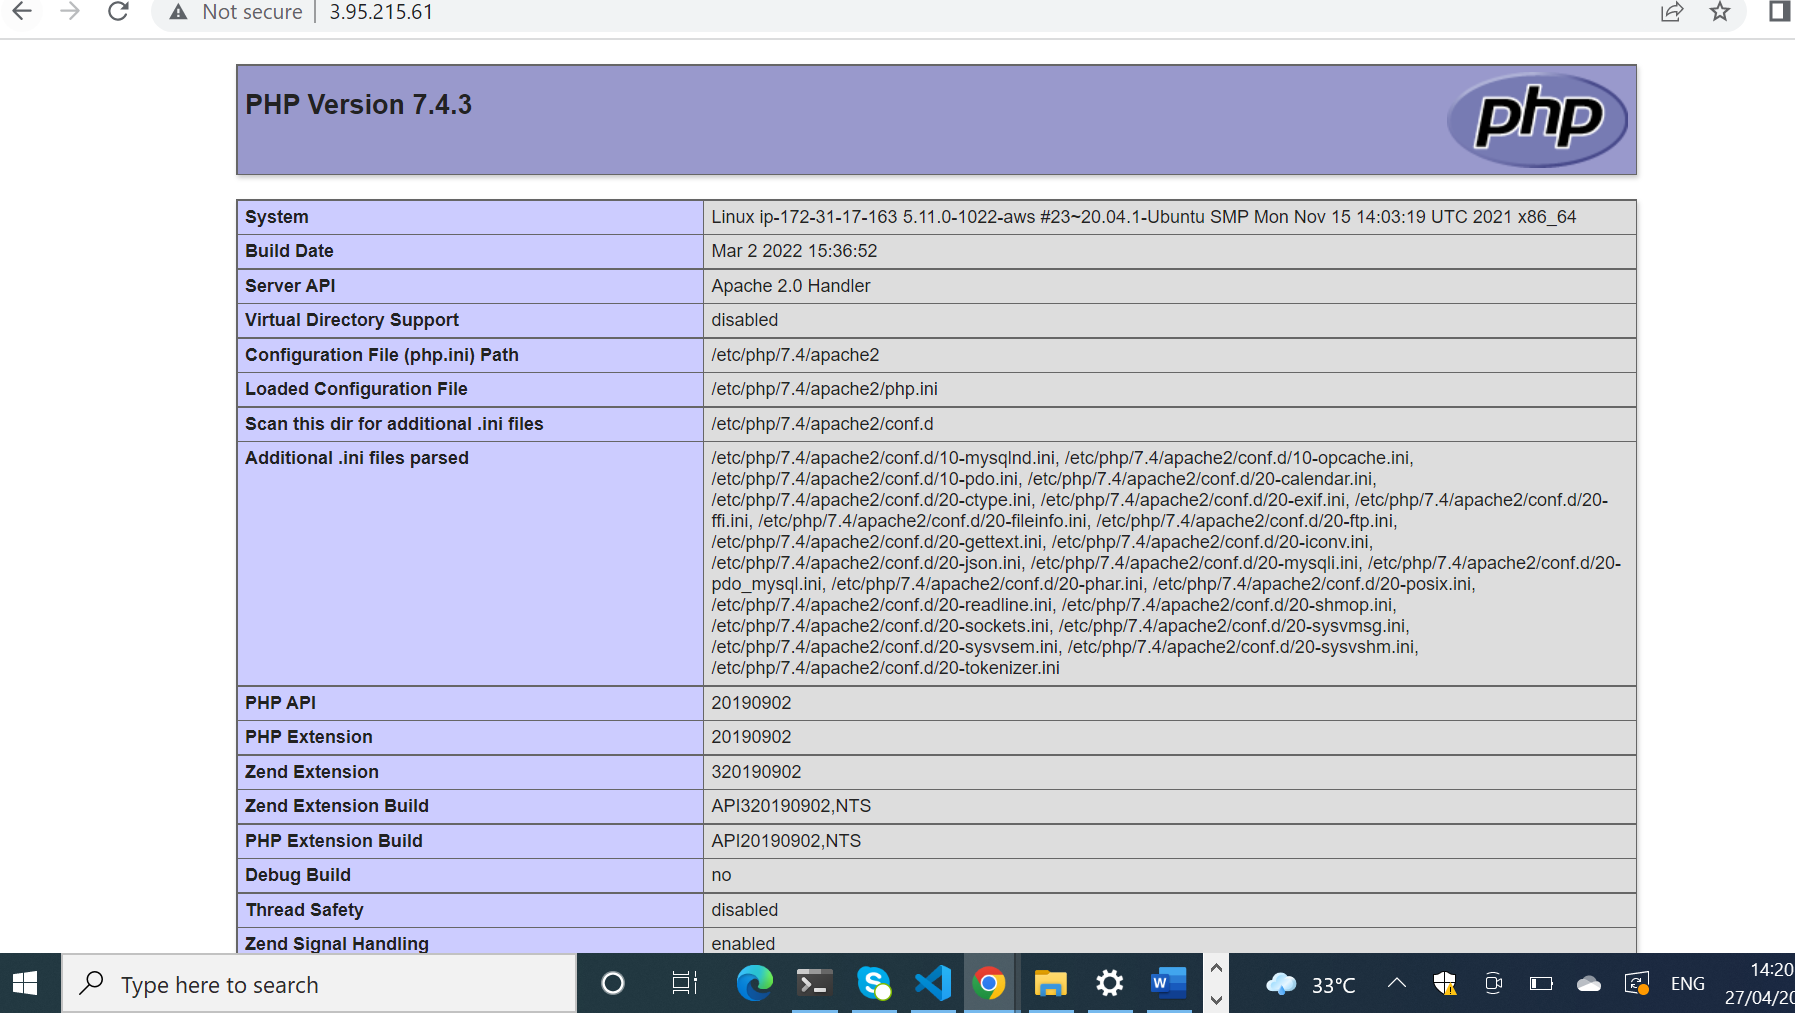 Not secure 3.95.215.61
PHP Version 7.4.3
php
System Linux ip-172-31-17-163 5.11.0-1022-aws #23~20.04.1-Ubuntu SMP Mon Nov 15 14:03:19 UTC 2021 x86_64
Build Date Mar 2 2022 15:36:52
Server API Apache 2.0 Handler
Virtual Directory Support disabled
Configuration File (php.ini) Path /etc/php/7.4/apache2
Loaded Configuration File /etc/php/7.4/apache2/php.ini
Scan this dir for additional .ini files /etc/php/7.4/apache2/conf.d
Additional .ini files parsed /etc/php/7.4/apache2/conf.d/10-mysqlnd.ini, /etc/php/7.4/apache2/conf.d/10-opcache.ini,
/etc/php/7.4/apache2/conf.d/10-pdo.ini, /etc/php/7.4/apache2/conf.d/20-calendar.ini,
/etc/php/7.4/apache2/conf.d/20-ctype.ini, /etc/php/7.4/apache2/conf.d/20-exif.ini, /etc/php/7.4/apache2/conf.d/20-
ffi.ini, /etc/php/7.4/apache2/conf.d/20-fileinfo.ini, /etc/php/7.4/apache2/conf.d/20-ftp.ini,
/etc/php/7.4/apache2/conf.d/20-gettext.ini, /etc/php/7.4/apache2/conf.d/20-iconv.ini,
/etc/php/7.4/apache2/conf.d/20-json.ini, /etc/php/7.4/apache2/conf.d/20-mysqli.ini, /etc/php/7.4/apache2/conf.d/20-
pdo_mysql.ini, /etc/php/7.4/apache2/conf.d/20-phar.ini, /etc/php/7.4/apache2/conf.d/20-posix.ini,
/etc/php/7.4/apache2/conf.d/20-readline.ini, /etc/php/7.4/apache2/conf.d/20-shmop.ini,
/etc/php/7.4/apache2/conf.d/20-sockets.ini, /etc/php/7.4/apache2/conf.d/20-sysvmsg.ini,
/etc/php/7.4/apache2/conf.d/20-sysvsem.ini, /etc/php/7.4/apache2/conf.d/20-sysvshm.ini,
/etc/php/7.4/apache2/conf.d/20-tokenizer.ini
PHP API 20190902
PHP Extension 20190902
Zend Extension 320190902
Zend Extension Build API320190902,NTS
PHP Extension Build API20190902,NTS
Debug Build no
Thread Safety disabled
Zend Signal Handling enabled
Type here to search
33°C
ENG
14:20
27/04/20